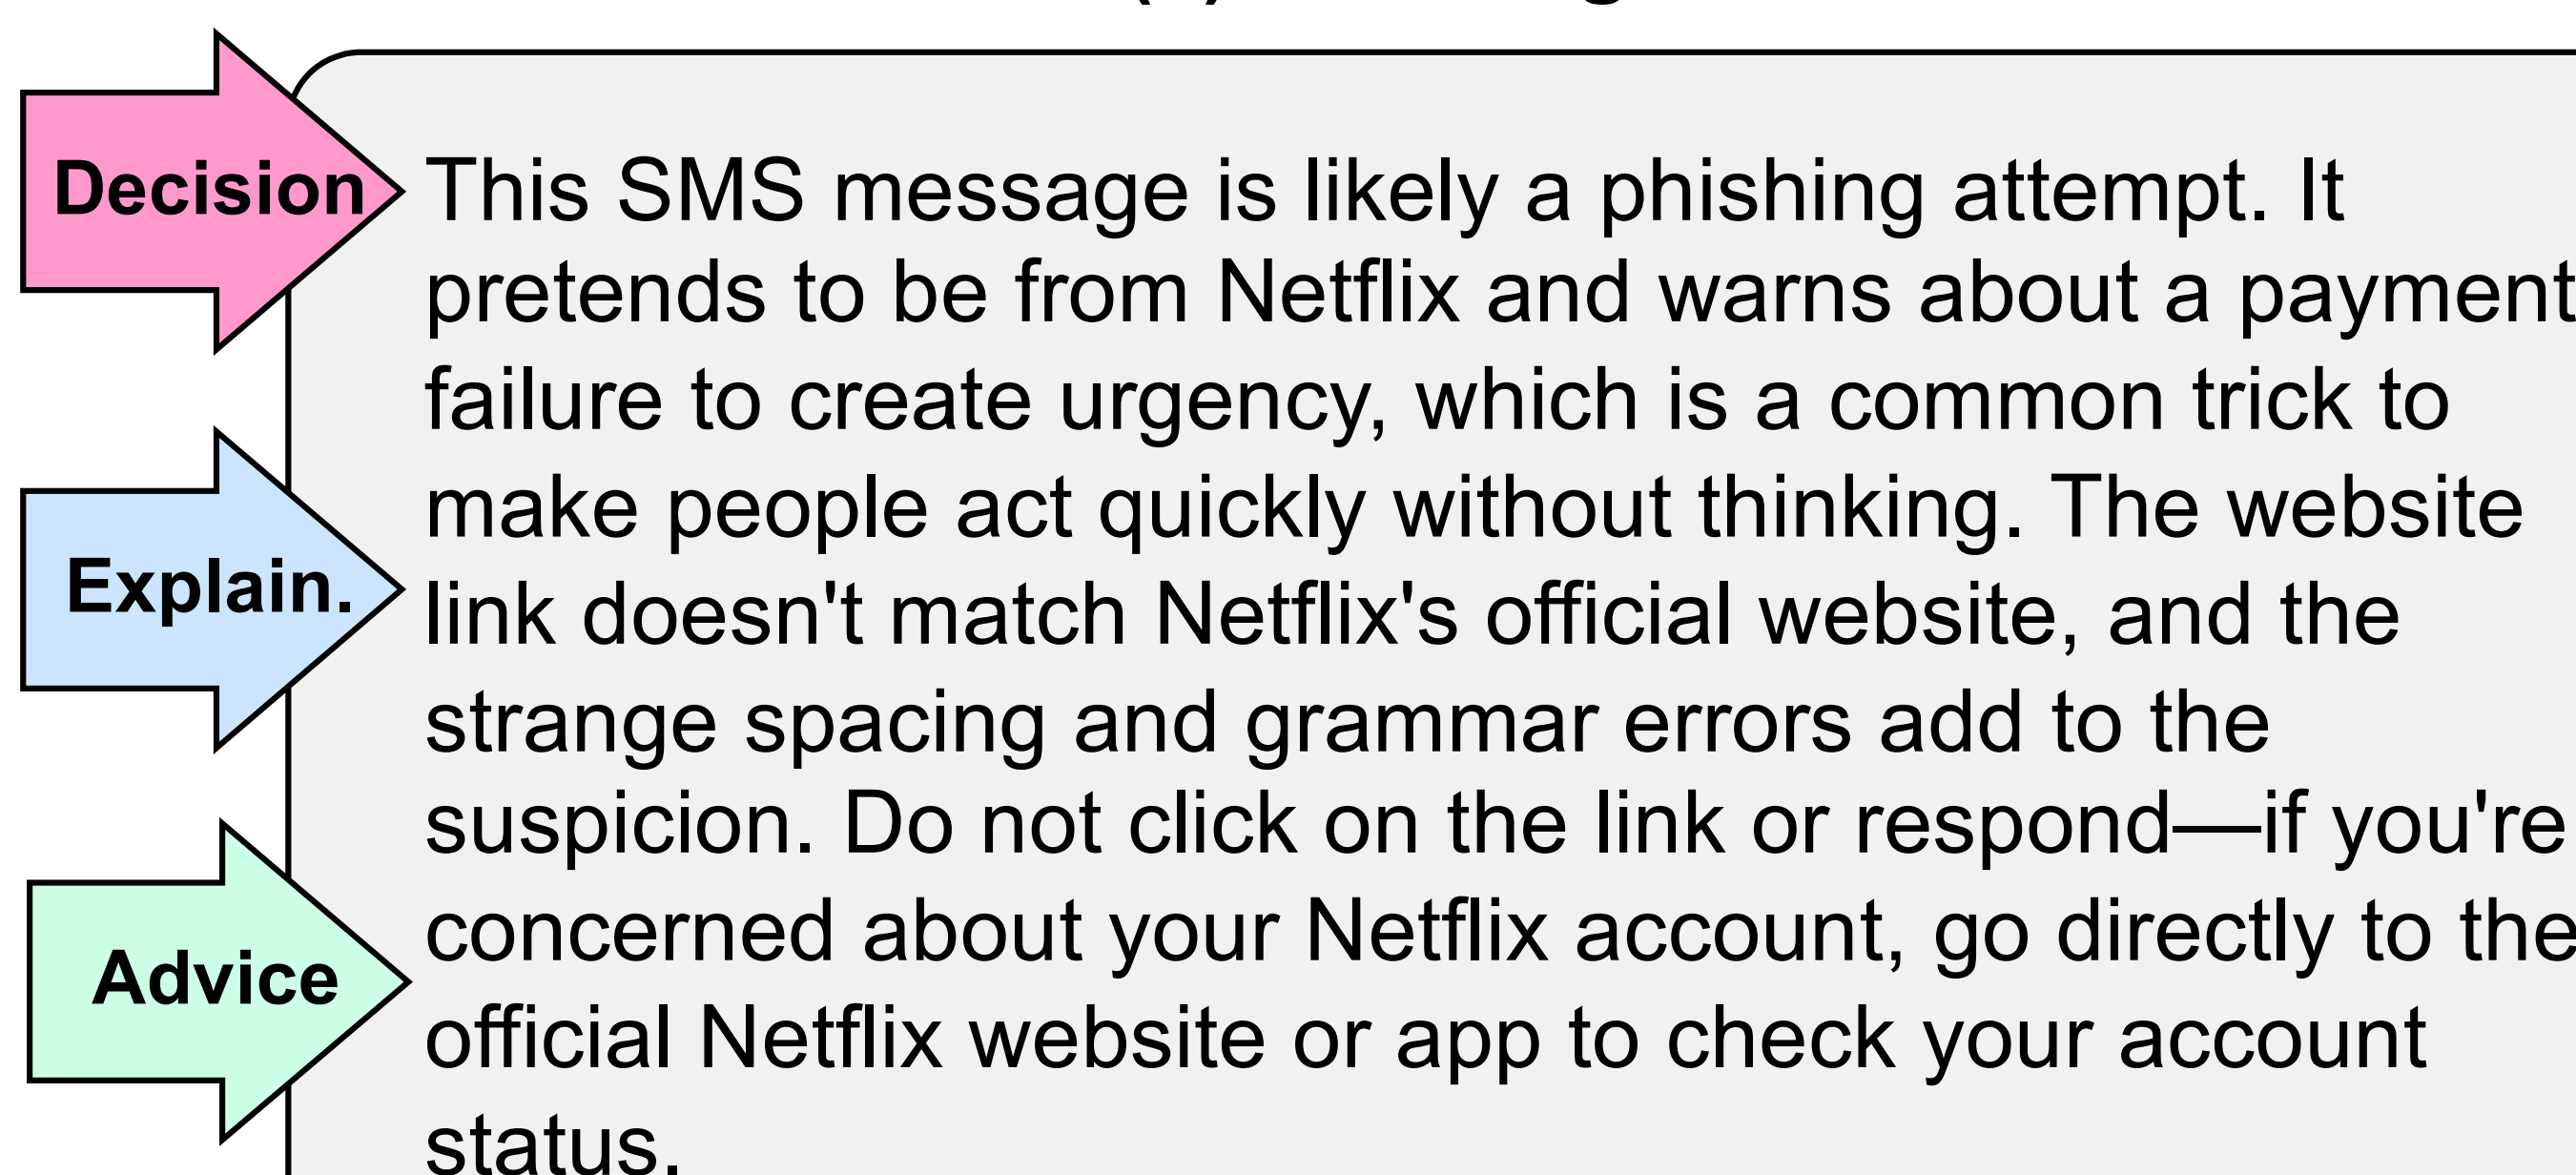 Decision
This SMS message is likely a phishing attempt. It
pretends to be from Netflix and warns about a payment
failure to create urgency, which is a common trick to
make people act quickly without thinking. The website
Explain.
link doesn't match Netflix's official website, and the
strange spacing and grammar errors add to the
suspicion. Do not click on the link or respond—if you're
concerned about your Netflix account, go directly to the
Advice
official Netflix website or app to check your account
status.